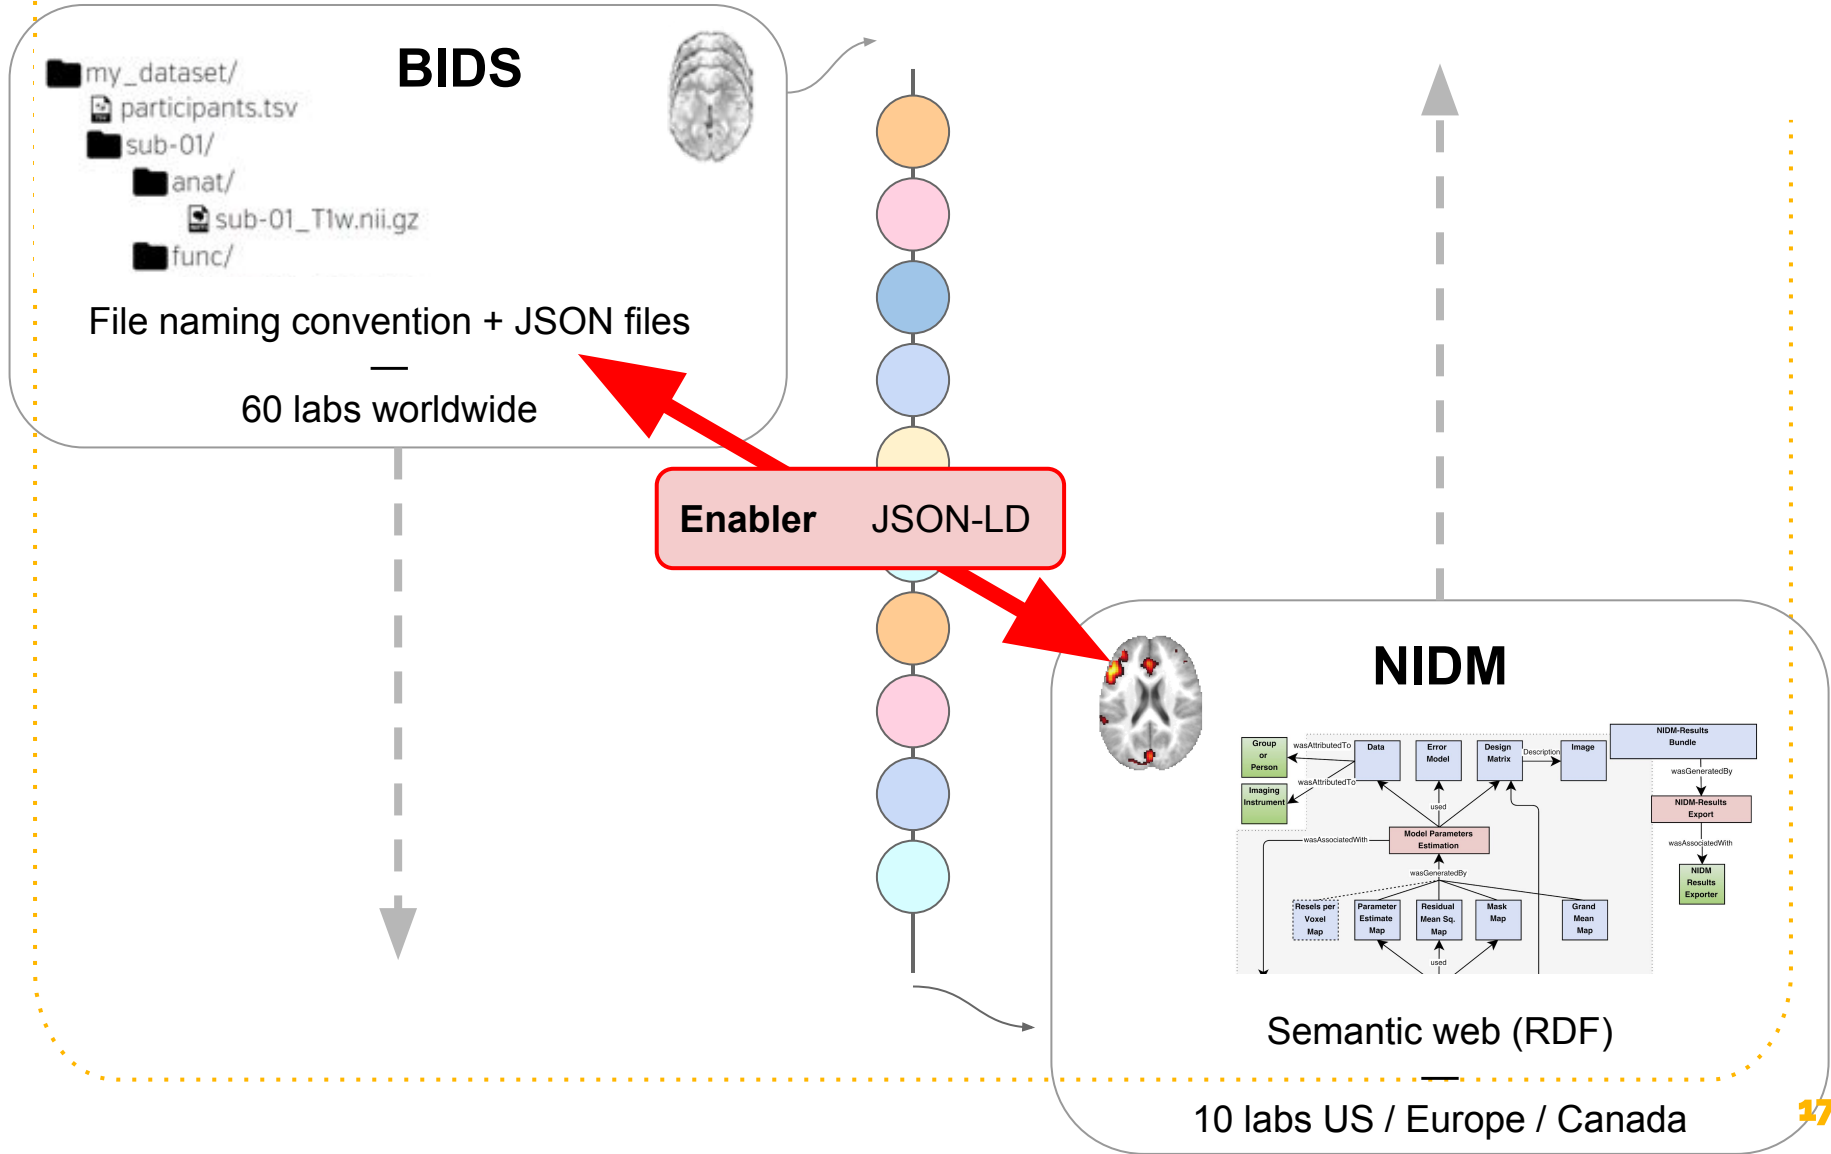 BIDS
my_dataset/
participants.tsv
sub-01/
anat/
sub-01_T1w.nii.gz
func/
File naming convention + JSON files
—
60 labs worldwide
Enabler JSON-LD
NIDM
Group
or
Person
wasAttributedTo
Data
Error
Model
Design
Matrix
Description
Image
NIDM-Results
Bundle
wasAttributedTo
Imaging
Instrument
wasGeneratedBy
used
NIDM-Results
Export
wasAssociatedWith
Model Parameters
Estimation
wasAssociatedWith
wasGeneratedBy
NIDM
Results
Exporter
Resels per
Voxel
Map
Parameter
Estimate
Map
Residual
Mean Sq.
Map
Mask
Map
Grand
Mean
Map
used
Semantic web (RDF)
—
10 labs US / Europe / Canada
17